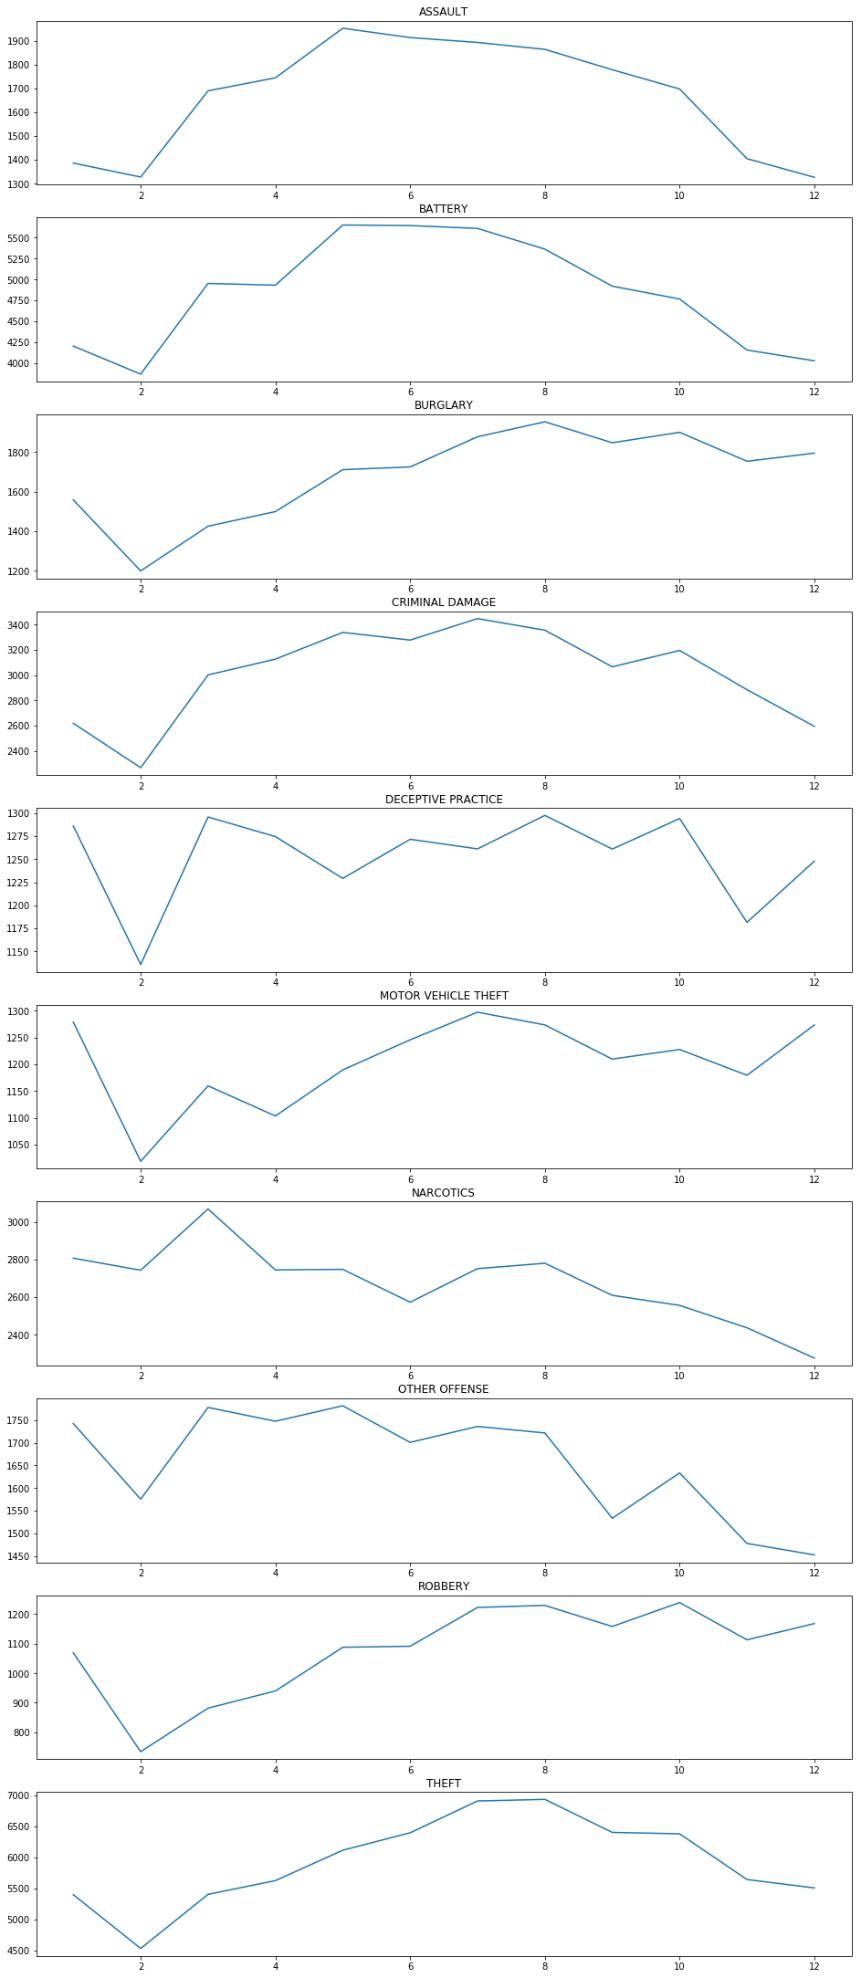 ASSAULT
1900
1800
1700
1600
1500
1400
1300
2 4 6 8 10 12
BATTERY
5500
5250
5000
4750
4500
4250
4000
2 4 6 8 10 12
BURGLARY
1800
1600
1400
1200
2 4 6 8 10 12
CRIMINAL DAMAGE
3400
3200
3000
2800
2600
2400
2 4 6 8 10 12
DECEPTIVE PRACTICE
1300
1275
1250
1225
1200
1175
1150
2 4 6 8 10 12
MOTOR VEHICLE THEFT
1300
1250
1200
1150
1100
1050
2 4 6 8 10 12
NARCOTICS
3000
2800
2600
2400
2 4 6 8 10 12
OTHER OFFENSE
1750
1700
1650
1600
1550
1500
1450
2 4 6 8 10 12
ROBBERY
1200
1100
1000
900
800
2 4 6 8 10 12
THEFT
7000
6500
6000
5500
5000
4500
2 4 6 8 10 12